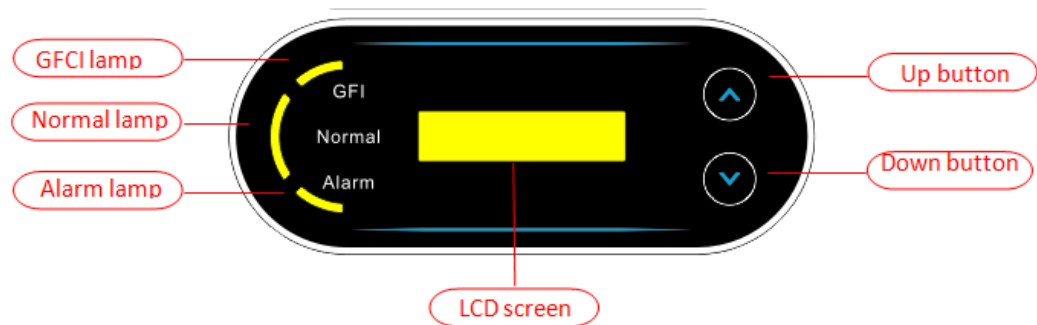 GFCI lamp
GFI
Up button
Normal lamp
Normal
Alarm lamp
Alarm
Down button
LCD screen